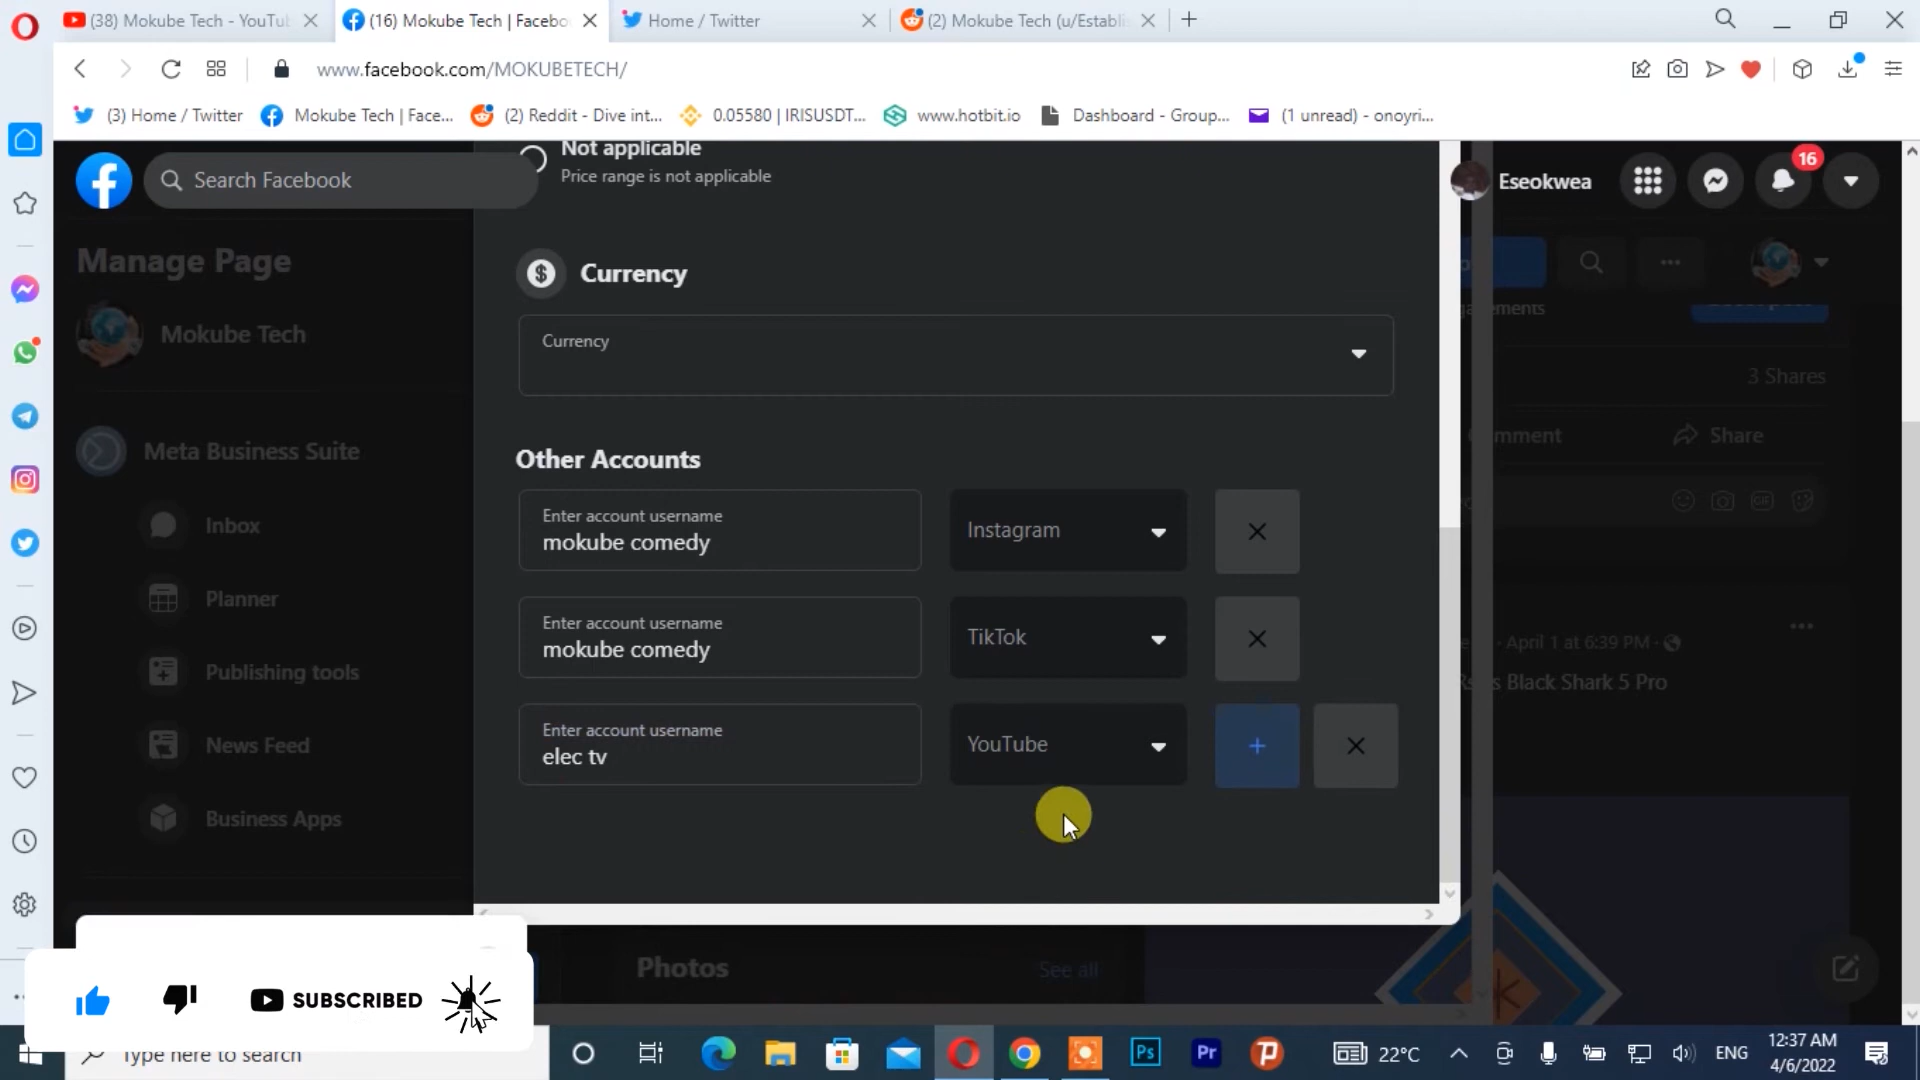 (38) Mokube Tech - YouTu
(16) Mokube Tech | Facebo
Home / Twitter
(2) Mokube Tech (u/Establi
www.facebook.com/MOKUBETECH/
(3) Home / Twitter
Mokube Tech | Face...
(2) Reddit - Dive int...
0.05580 | IRISUSDT...
www.hotbit.io
Dashboard - Group...
(1 unread) - onoyri...
Search Facebook
Not applicable
Price range is not applicable
Eseokwea
16
Manage Page
Mokube Tech
Meta Business Suite
Inbox
Planner
Publishing tools
News Feed
Business Apps
Currency
Currency
Other Accounts
Enter account username
mokube comedy
Instagram
Enter account username
mokube comedy
TikTok
Enter account username
elec tv
YouTube
3 Shares
mment
Share
GIF
April 1 at 6:39 PM
s Black Shark 5 Pro
Photos
See all
SUBSCRIBED
Type here to search
Ps
Pr
22°C
ENG
12:37 AM
4/6/2022